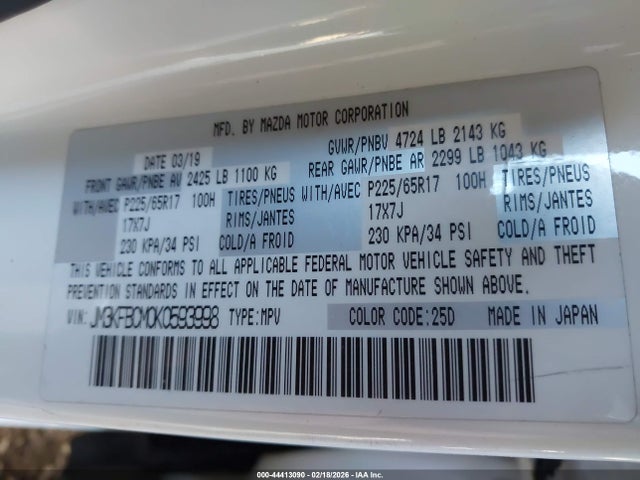 MFD. BY MAZDA MOTOR CORPORATION
DATE 03/19 GVWR/PNBV 4724 LB 2143 KG
FRONT GAWR/PNBE AV 2425 LB 1100 KG REAR GAWR/PNBE AR 2299 LB 1043 KG
WITH/AVEC P225/65R17 100H TIRES/PNEUS WITH/AVEC P225/65R17 100H TIRES/PNEUS
17X7J RIMS/JANTES 17X7J RIMS/JANTES
230 KPA/34 PSI COLD/A FROID 230 KPA/34 PSI COLD/A FROID
THIS VEHICLE CONFORMS TO ALL APPLICABLE FEDERAL MOTOR VEHICLE SAFETY AND THEFT
PREVENTION STANDARDS IN EFFECT ON THE DATE OF MANUFACTURE SHOWN ABOVE.
VIN: JM3KFBCM0K0593998 TYPE:MPV COLOR CODE:25D MADE IN JAPAN
000-44413090 - 02/18/2026 - IAA Inc.